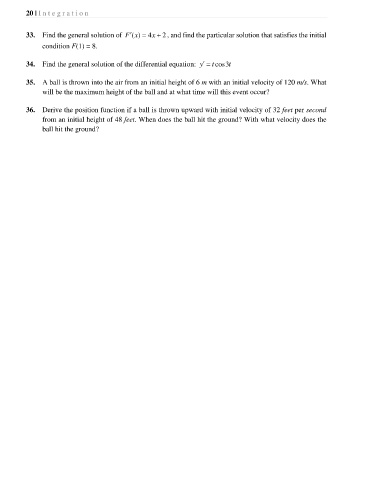 20 | Integration
33. Find the general solution of F'(x) = 4x + 2, and find the particular solution that satisfies the initial
condition F(1) = 8.
34. Find the general solution of the differential equation: y' = t cos 3t
35. A ball is thrown into the air from an initial height of 6 m with an initial velocity of 120 m/s. What
will be the maximum height of the ball and at what time will this event occur?
36. Derive the position function if a ball is thrown upward with initial velocity of 32 feet per second
from an initial height of 48 feet. When does the ball hit the ground? With what velocity does the
ball hit the ground?